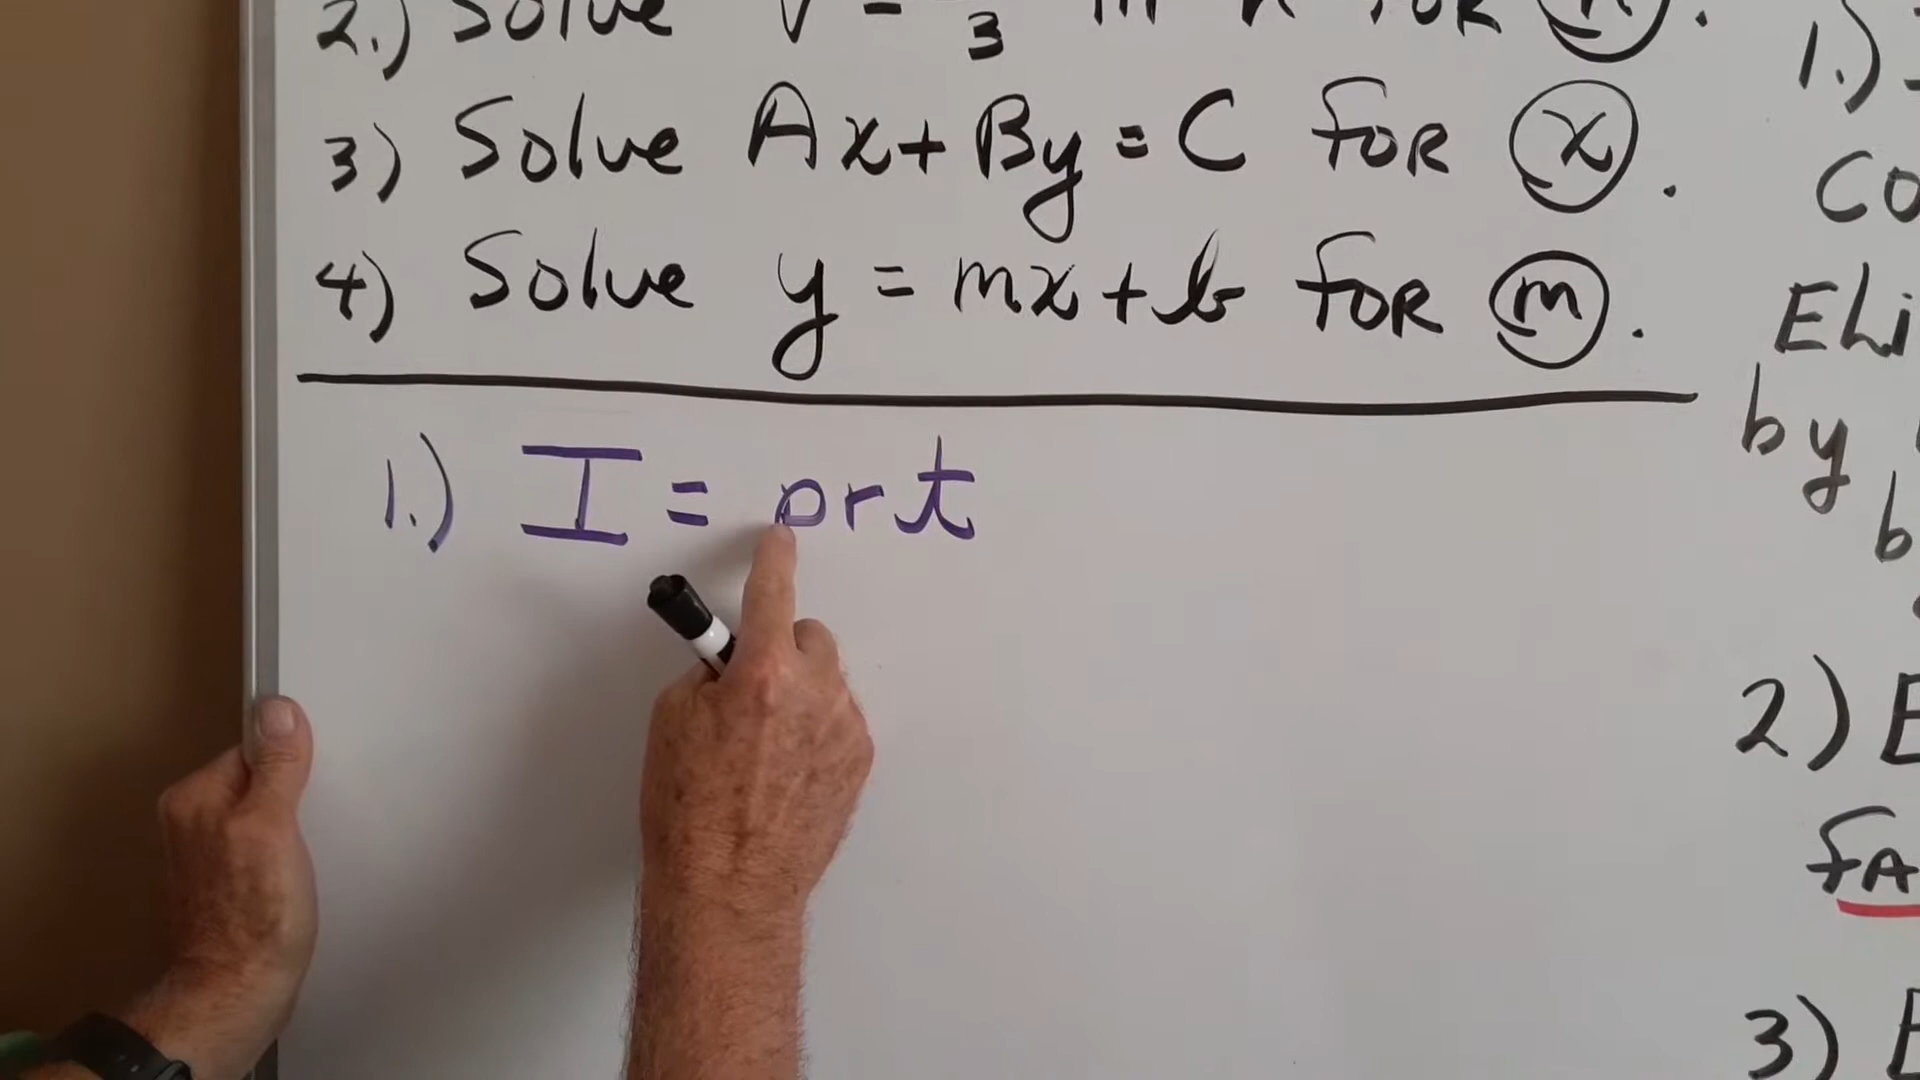 2.) Solve V = 3 for h.
3) Solve Ax + By = C for x.
4) Solve y = mx + b for m.
1.) I = prt
1.)
CO
ELi
by
b
2) E
fA
3) E